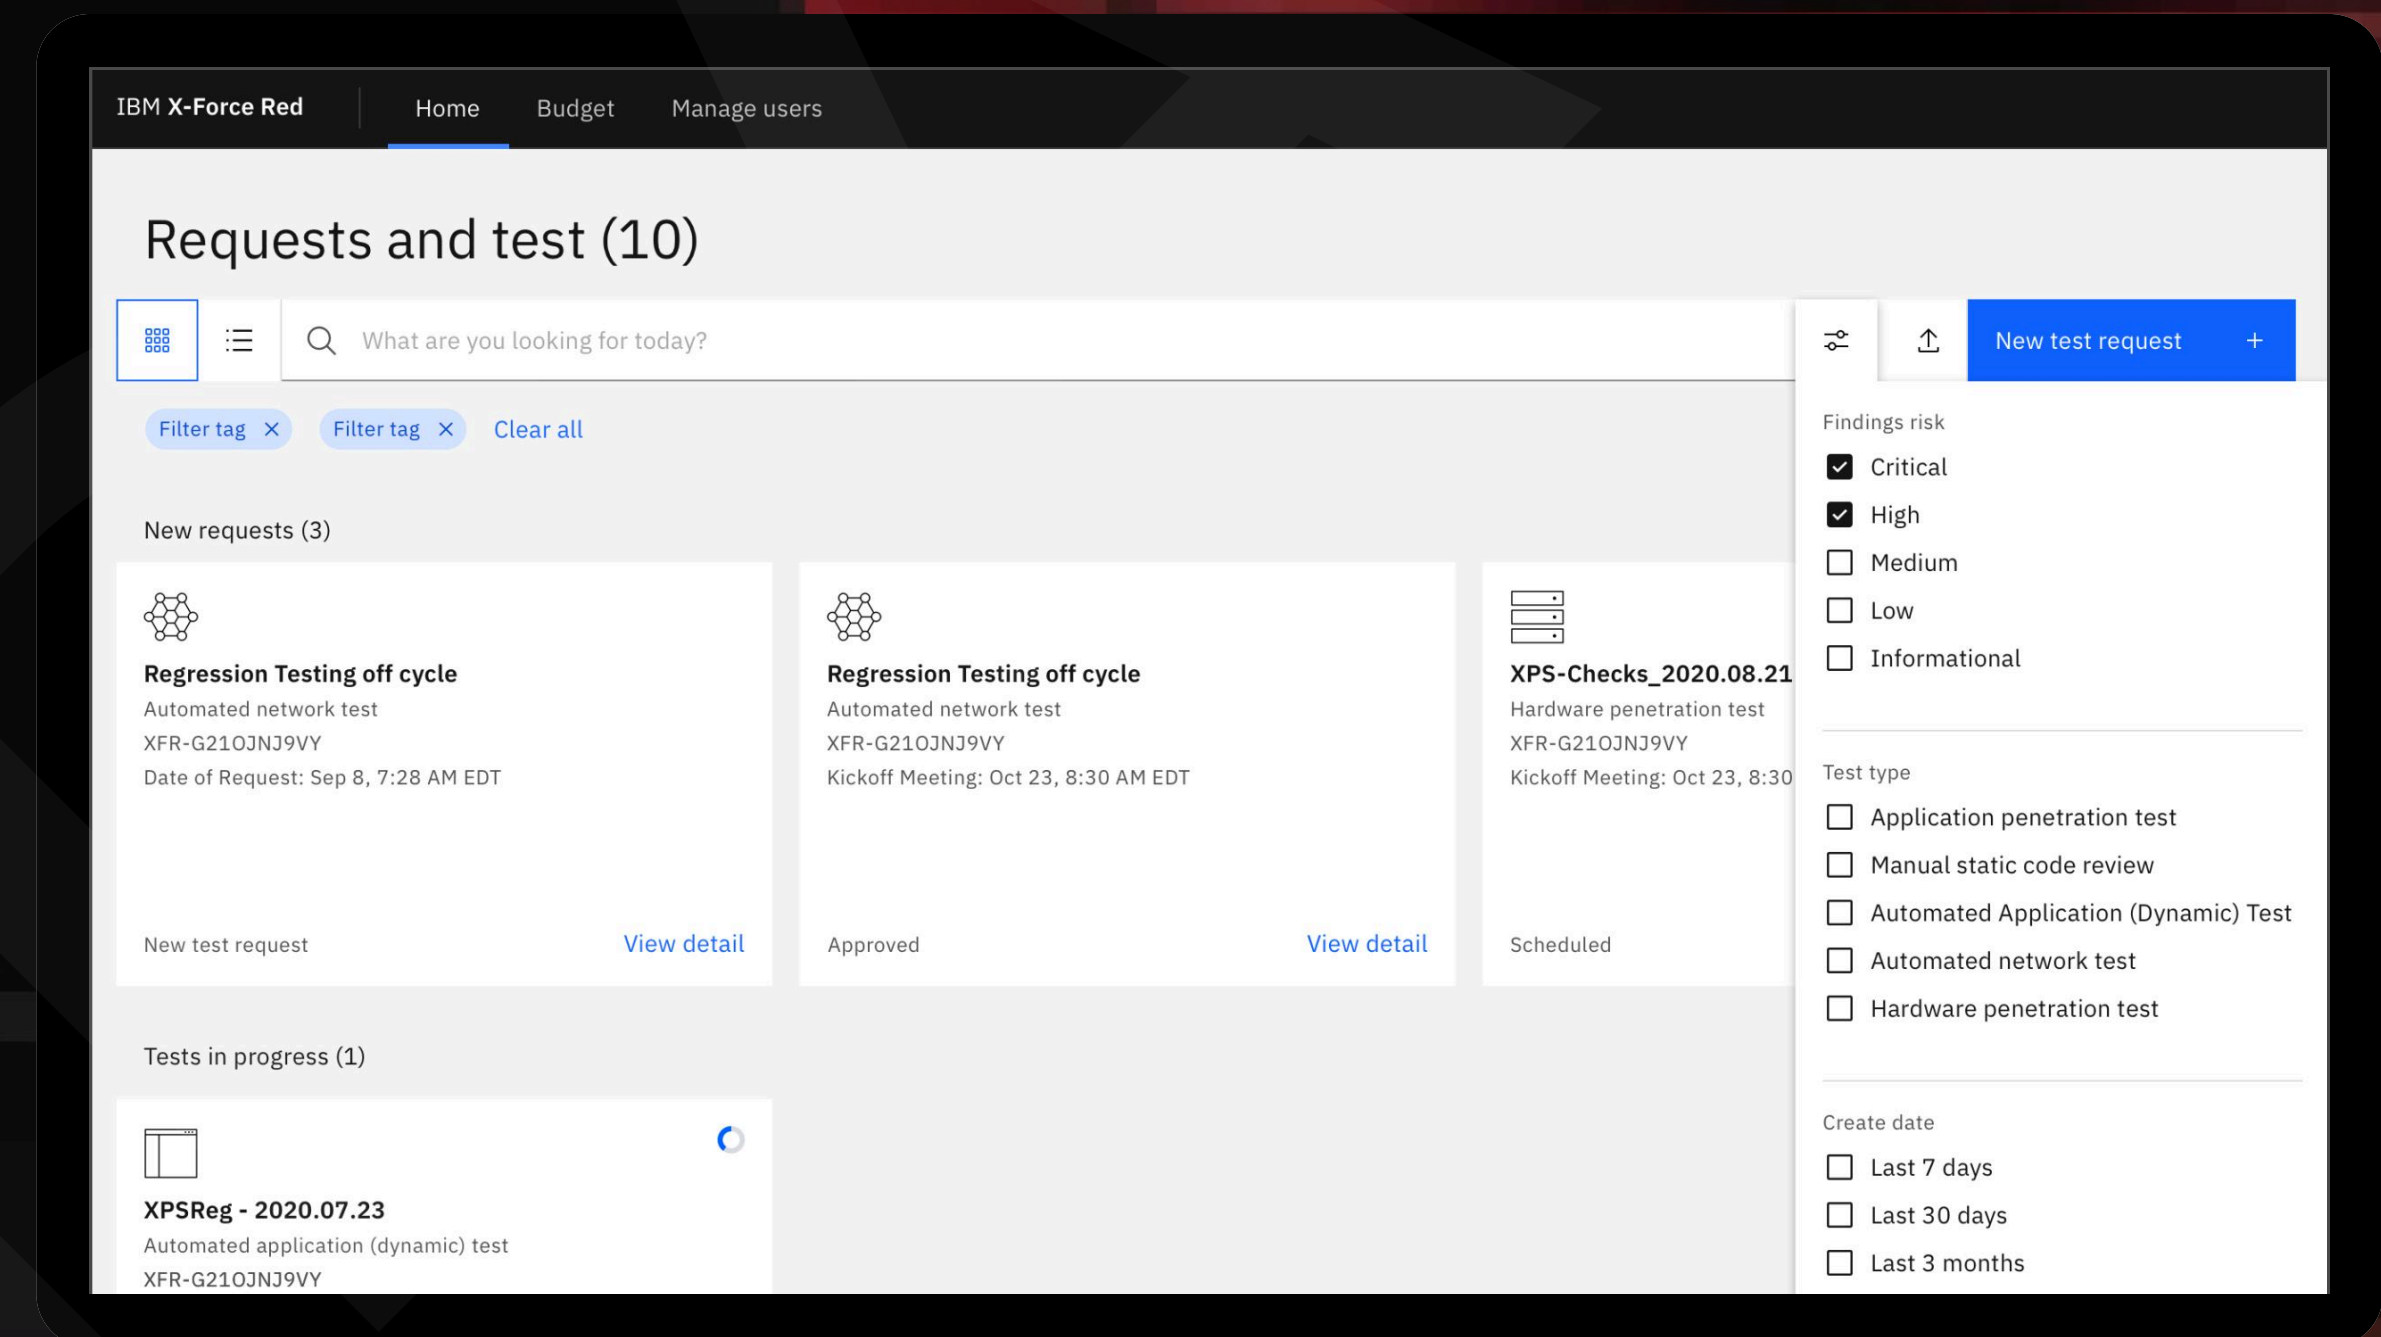 IBM X-Force Red
Home
Budget
Manage users
Requests and test (10)
What are you looking for today?
New test request +
Filter tag ×
Filter tag ×
Clear all
New requests (3)
Regression Testing off cycle
Automated network test
XFR-G21OJNJ9VY
Date of Request: Sep 8, 7:28 AM EDT
New test request
View detail
Regression Testing off cycle
Automated network test
XFR-G21OJNJ9VY
Kickoff Meeting: Oct 23, 8:30 AM EDT
Approved
View detail
XPS-Checks_2020.08.21
Hardware penetration test
XFR-G21OJNJ9VY
Kickoff Meeting: Oct 23, 8:30
Scheduled
Tests in progress (1)
XPSReg - 2020.07.23
Automated application (dynamic) test
XFR-G21OJNJ9VY
Findings risk
Critical
High
Medium
Low
Informational
Test type
Application penetration test
Manual static code review
Automated Application (Dynamic) Test
Automated network test
Hardware penetration test
Create date
Last 7 days
Last 30 days
Last 3 months